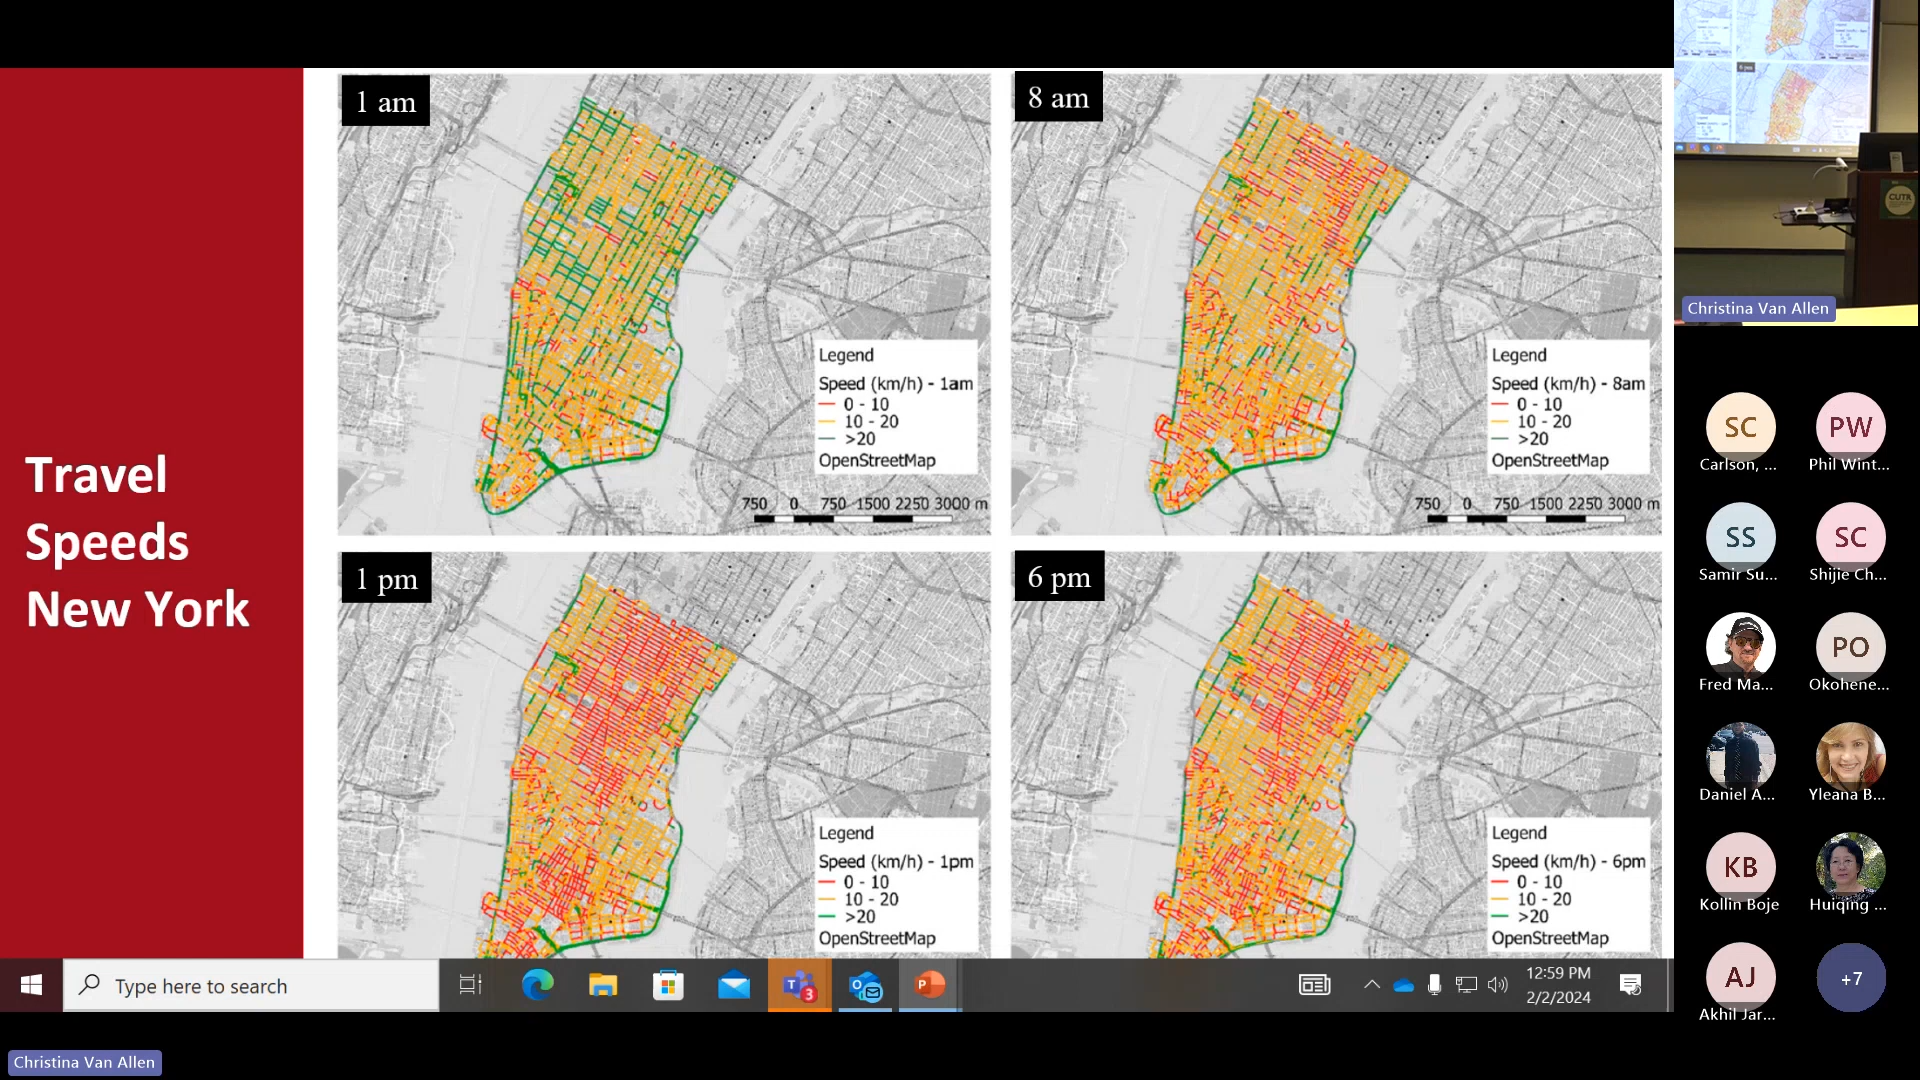 Travel
Speeds
New York
1 am
Legend
Speed (km/h) - 1am
0 - 10
10 - 20
>20
OpenStreetMap
750 0 750 1500 2250 3000 m
8 am
Legend
Speed (km/h) - 8am
0 - 10
10 - 20
>20
OpenStreetMap
750 0 750 1500 2250 3000 m
1 pm
Legend
Speed (km/h) - 1pm
0 - 10
10 - 20
>20
OpenStreetMap
6 pm
Legend
Speed (km/h) - 6pm
0 - 10
10 - 20
>20
OpenStreetMap
Type here to search
3
12:59 PM
2/2/2024
Christina Van Allen
CUTR
Christina Van Allen
SC
Carlson, ...
PW
Phil Wint...
SS
Samir Su...
SC
Shijie Ch...
Fred Ma...
PO
Okohene...
Daniel A...
Yleana B...
KB
Kollin Boje
Huiqing ...
AJ
Akhil Jar...
+7